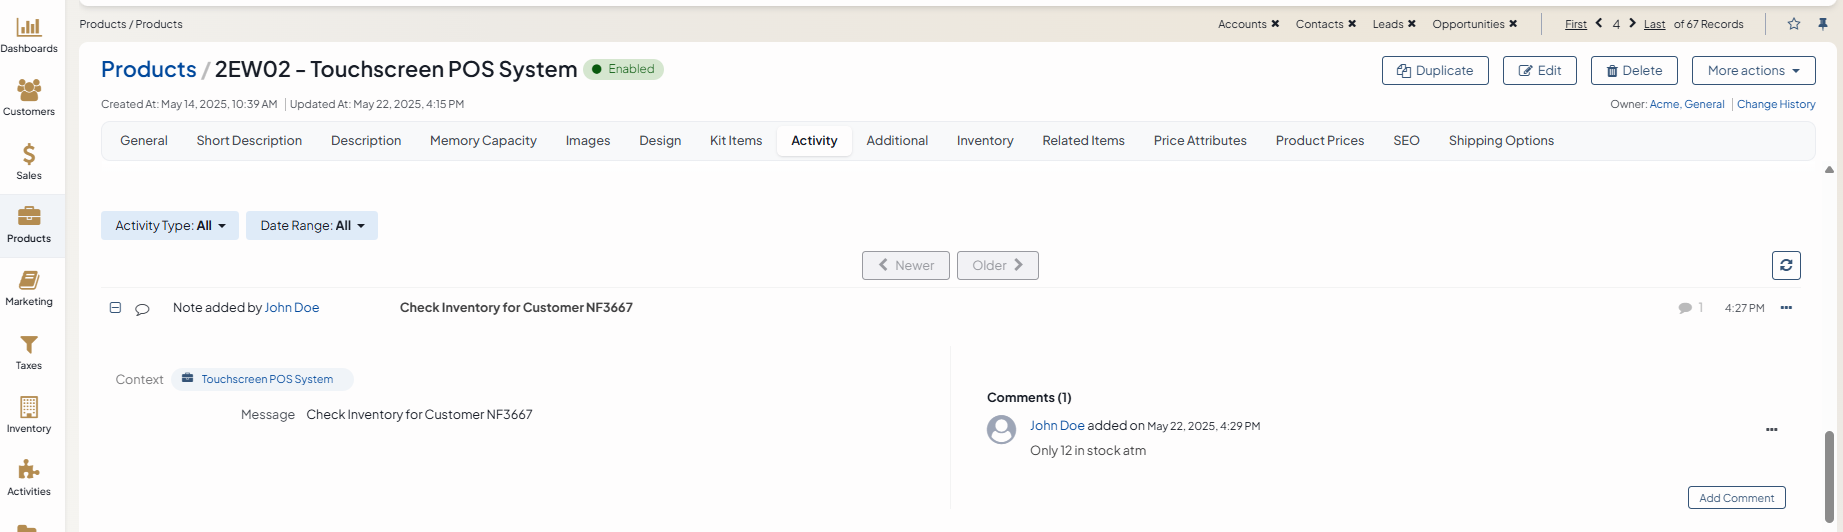 Products / Products
Accounts ✖ Contacts ✖ Leads ✖ Opportunities ✖ First 4 Last of 67 Records
Dashboards
Customers
Sales
Products
Marketing
Taxes
Inventory
Activities
Products / 2EW02 - Touchscreen POS System Enabled
Duplicate Edit Delete More actions
Created At: May 14, 2025, 10:39 AM | Updated At: May 22, 2025, 4:15 PM
Owner: Acme, General | Change History
General Short Description Description Memory Capacity Images Design Kit Items Activity Additional Inventory Related Items Price Attributes Product Prices SEO Shipping Options
Activity Type: All Date Range: All
Newer Older
Note added by John Doe Check Inventory for Customer NF3667 1 4:27 PM ...
Context Touchscreen POS System
Message Check Inventory for Customer NF3667
Comments (1)
John Doe added on May 22, 2025, 4:29 PM ...
Only 12 in stock atm
Add Comment